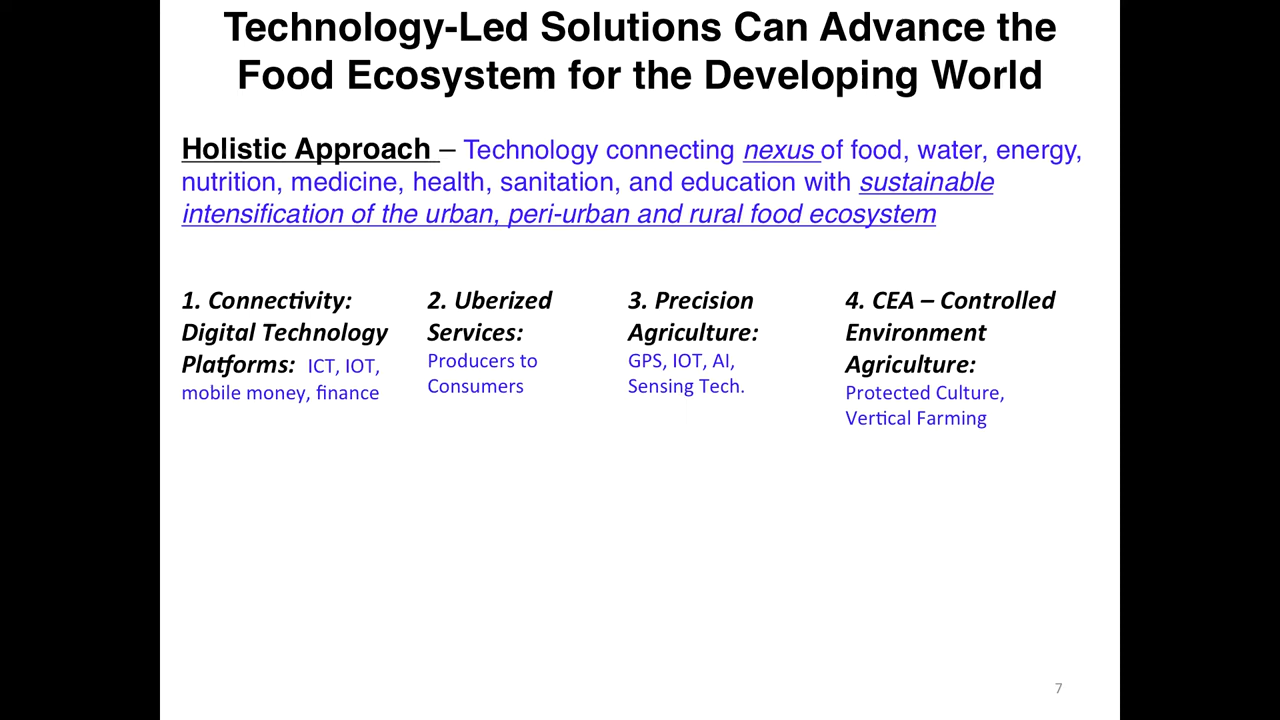 Technology-Led Solutions Can Advance the
Food Ecosystem for the Developing World
Holistic Approach – Technology connecting nexus of food, water, energy,
nutrition, medicine, health, sanitation, and education with sustainable
intensification of the urban, peri-urban and rural food ecosystem
1. Connectivity:
Digital Technology
Platforms: ICT, IOT,
mobile money, finance
2. Uberized
Services:
Producers to
Consumers
3. Precision
Agriculture:
GPS, IOT, AI,
Sensing Tech.
4. CEA – Controlled
Environment
Agriculture:
Protected Culture,
Vertical Farming
7